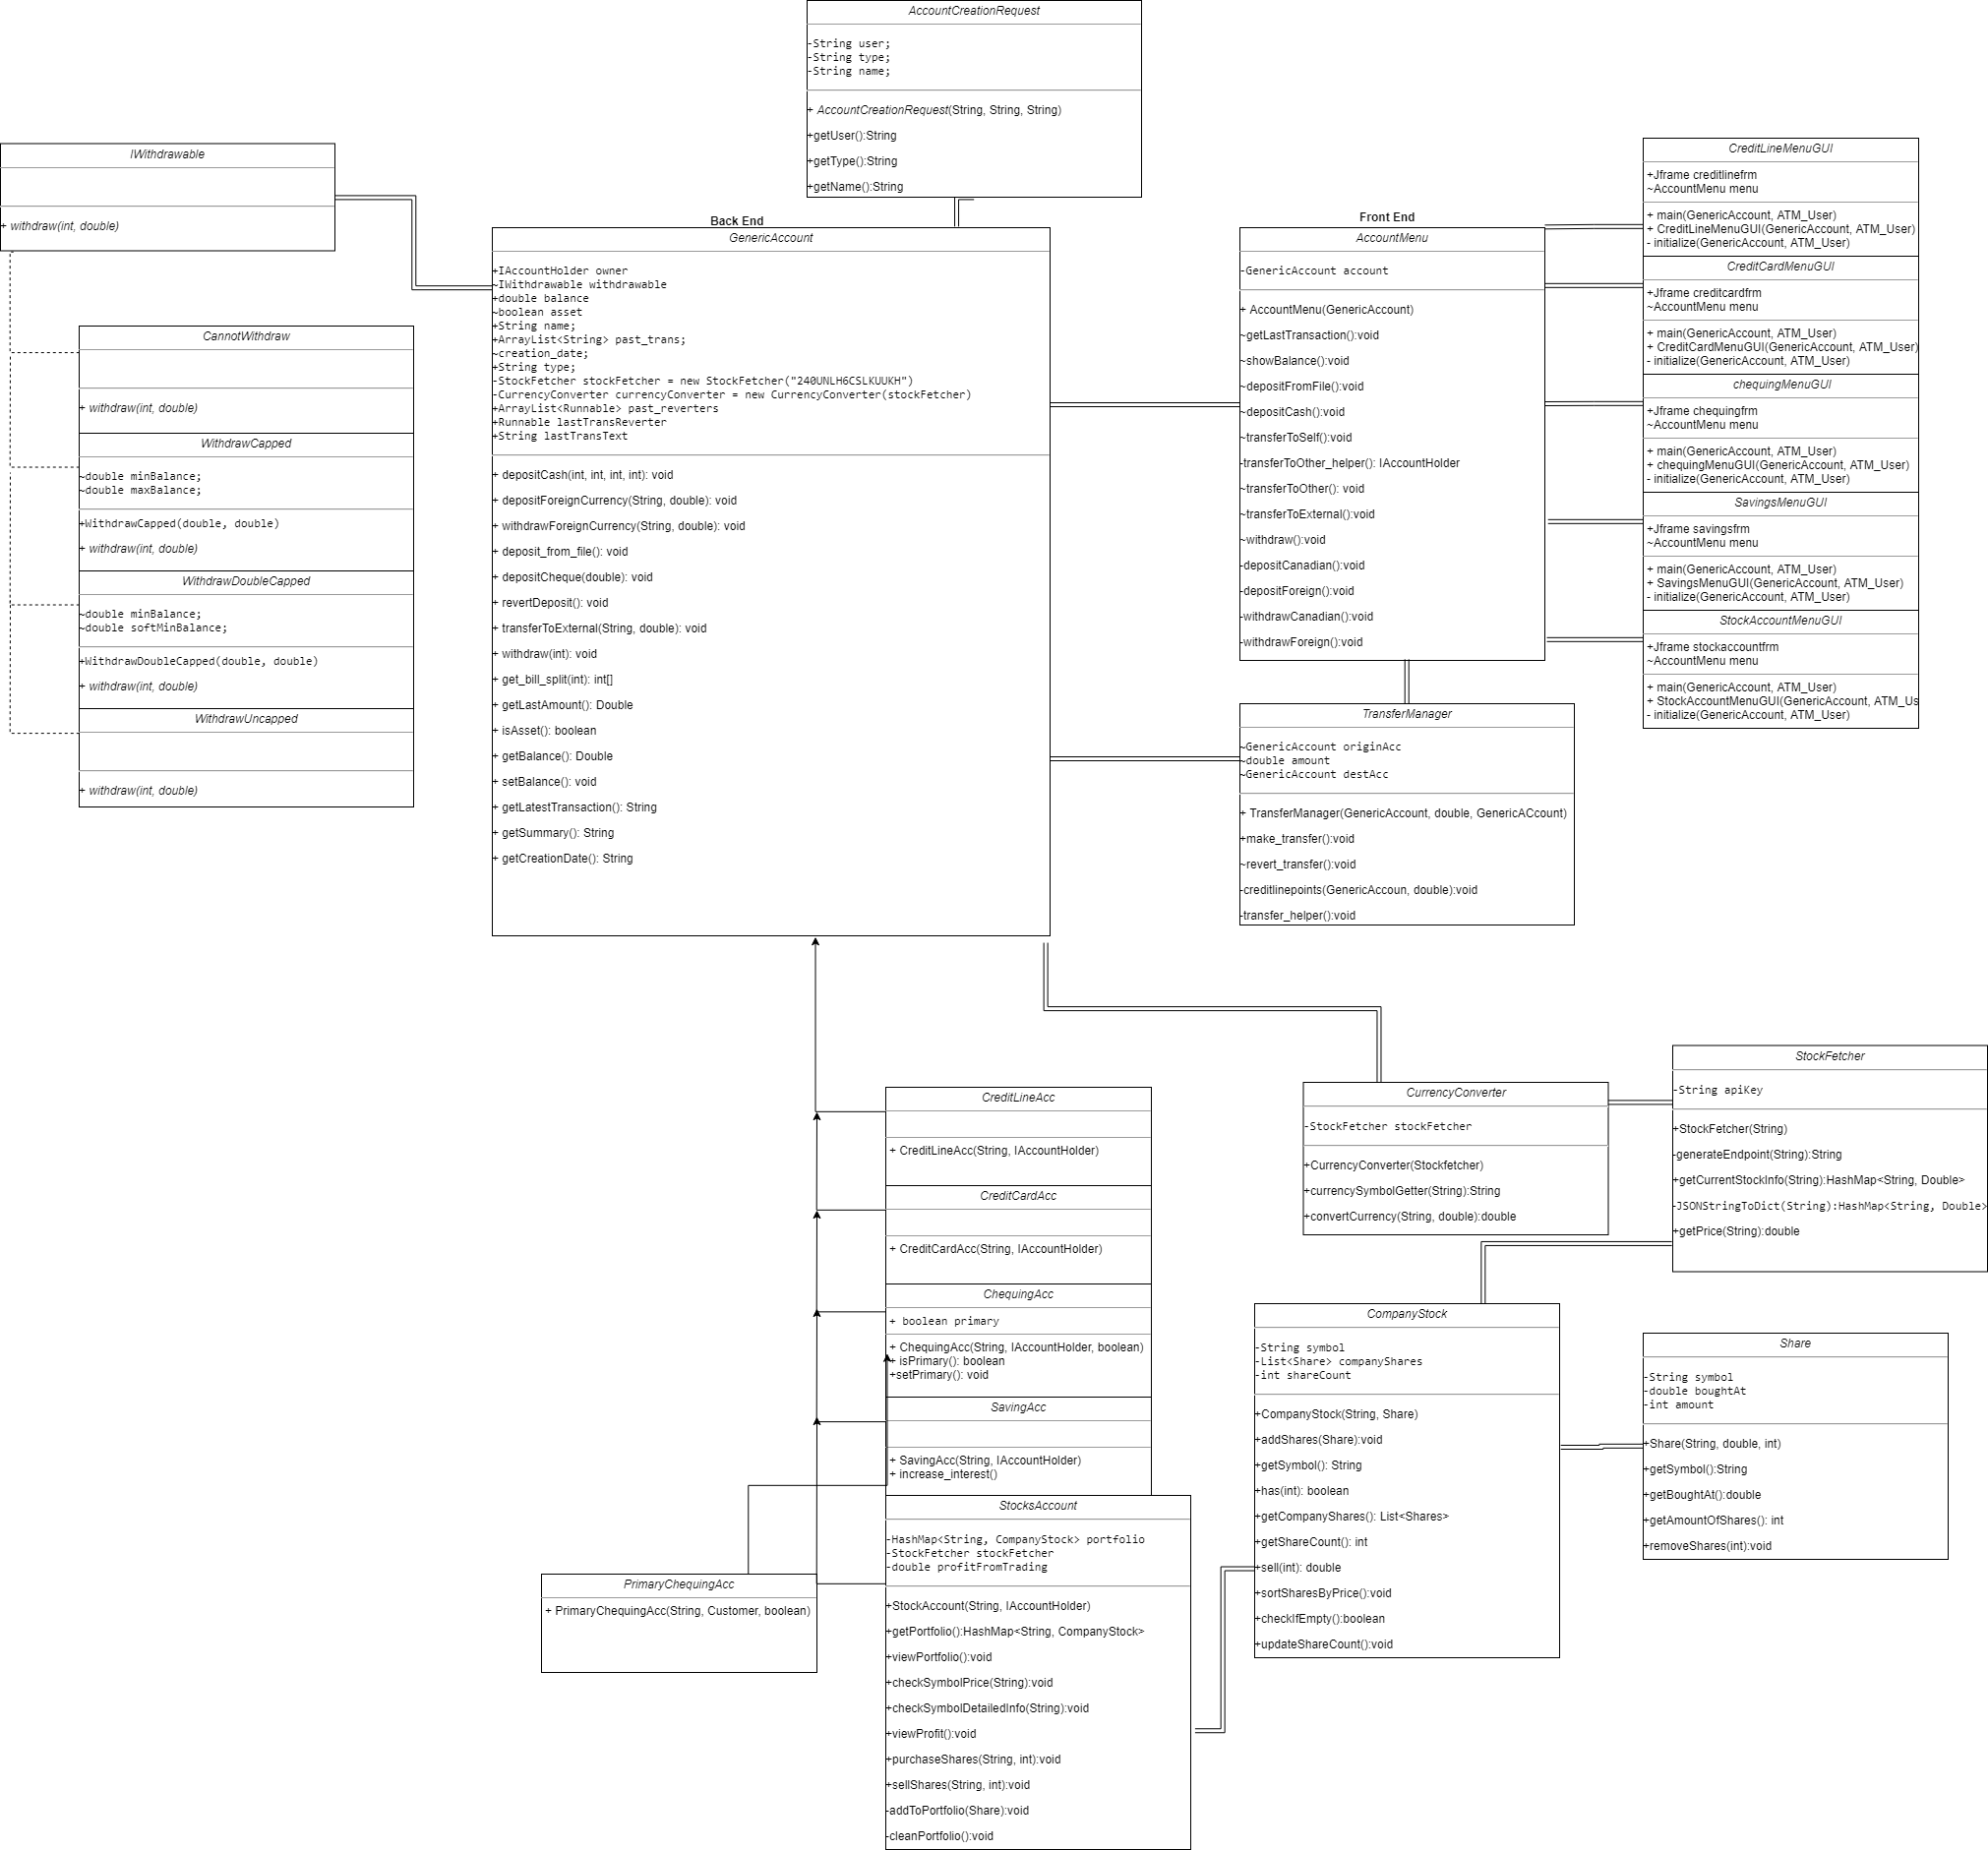 AccountCreationRequest
-String user;
-String type;
-String name;
+ AccountCreationRequest(String, String, String)
+getUser():String
+getType():String
+getName():String
IWithdrawable
+ withdraw(int, double)
CannotWithdraw
+ withdraw(int, double)
WithdrawCapped
~double minBalance;
~double maxBalance;
+WithdrawCapped(double, double)
+ withdraw(int, double)
WithdrawDoubleCapped
~double minBalance;
~double softMinBalance;
+WithdrawDoubleCapped(double, double)
+ withdraw(int, double)
WithdrawUncapped
+ withdraw(int, double)
Back End
GenericAccount
+IAccountHolder owner
~IWithdrawable withdrawable
+double balance
~boolean asset
+String name;
+ArrayList<String> past_trans;
~creation_date;
+String type;
-StockFetcher stockFetcher = new StockFetcher("240UNLH6CSLKUUKH")
-CurrencyConverter currencyConverter = new CurrencyConverter(stockFetcher)
+ArrayList<Runnable> past_reverters
+Runnable lastTransReverter
+String lastTransText
+ depositCash(int, int, int, int): void
+ depositForeignCurrency(String, double): void
+ withdrawForeignCurrency(String, double): void
+ deposit_from_file(): void
+ depositCheque(double): void
+ revertDeposit(): void
+ transferToExternal(String, double): void
+ withdraw(int): void
+ get_bill_split(int): int[]
+ getLastAmount(): Double
+ isAsset(): boolean
+ getBalance(): Double
+ setBalance(): void
+ getLatestTransaction(): String
+ getSummary(): String
+ getCreationDate(): String
Front End
AccountMenu
-GenericAccount account
+ AccountMenu(GenericAccount)
~getLastTransaction():void
~showBalance():void
~depositFromFile():void
~depositCash():void
~transferToSelf():void
-transferToOther_helper(): IAccountHolder
~transferToOther(): void
~transferToExternal():void
~withdraw():void
-depositCanadian():void
-depositForeign():void
-withdrawCanadian():void
-withdrawForeign():void
TransferManager
~GenericAccount originAcc
~double amount
~GenericAccount destAcc
+ TransferManager(GenericAccount, double, GenericACcount)
+make_transfer():void
~revert_transfer():void
-creditlinepoints(GenericAccoun, double):void
-transfer_helper():void
CreditLineMenuGUI
+Jframe creditlinefrm
~AccountMenu menu
+ main(GenericAccount, ATM_User)
+ CreditLineMenuGUI(GenericAccount, ATM_User)
- initialize(GenericAccount, ATM_User)
CreditCardMenuGUI
+Jframe creditcardfrm
~AccountMenu menu
+ main(GenericAccount, ATM_User)
+ CreditCardMenuGUI(GenericAccount, ATM_User)
- initialize(GenericAccount, ATM_User)
chequingMenuGUI
+Jframe chequingfrm
~AccountMenu menu
+ main(GenericAccount, ATM_User)
+ chequingMenuGUI(GenericAccount, ATM_User)
- initialize(GenericAccount, ATM_User)
SavingsMenuGUI
+Jframe savingsfrm
~AccountMenu menu
+ main(GenericAccount, ATM_User)
+ SavingsMenuGUI(GenericAccount, ATM_User)
- initialize(GenericAccount, ATM_User)
StockAccountMenuGUI
+Jframe stockaccountfrm
~AccountMenu menu
+ main(GenericAccount, ATM_User)
+ StockAccountMenuGUI(GenericAccount, ATM_Us
- initialize(GenericAccount, ATM_User)
CreditLineAcc
+ CreditLineAcc(String, IAccountHolder)
CreditCardAcc
+ CreditCardAcc(String, IAccountHolder)
ChequingAcc
+ boolean primary
+ ChequingAcc(String, IAccountHolder, boolean)
+ isPrimary(): boolean
+setPrimary(): void
SavingAcc
+ SavingAcc(String, IAccountHolder)
+ increase_interest()
StocksAccount
-HashMap<String, CompanyStock> portfolio
-StockFetcher stockFetcher
-double profitFromTrading
+StockAccount(String, IAccountHolder)
+getPortfolio():HashMap<String, CompanyStock>
+viewPortfolio():void
+checkSymbolPrice(String):void
+checkSymbolDetailedInfo(String):void
+viewProfit():void
+purchaseShares(String, int):void
+sellShares(String, int):void
-addToPortfolio(Share):void
-cleanPortfolio():void
PrimaryChequingAcc
+ PrimaryChequingAcc(String, Customer, boolean)
CurrencyConverter
-StockFetcher stockFetcher
+CurrencyConverter(Stockfetcher)
+currencySymbolGetter(String):String
+convertCurrency(String, double):double
StockFetcher
-String apiKey
+StockFetcher(String)
-generateEndpoint(String):String
+getCurrentStockInfo(String):HashMap<String, Double>
-JSONStringToDict(String):HashMap<String, Double>
+getPrice(String):double
CompanyStock
-String symbol
-List<Share> companyShares
-int shareCount
+CompanyStock(String, Share)
+addShares(Share):void
+getSymbol(): String
+has(int): boolean
+getCompanyShares(): List<Shares>
+getShareCount(): int
+sell(int): double
+sortSharesByPrice():void
+checkIfEmpty():boolean
+updateShareCount():void
Share
-String symbol
-double boughtAt
-int amount
+Share(String, double, int)
+getSymbol():String
+getBoughtAt():double
+getAmountOfShares(): int
+removeShares(int):void